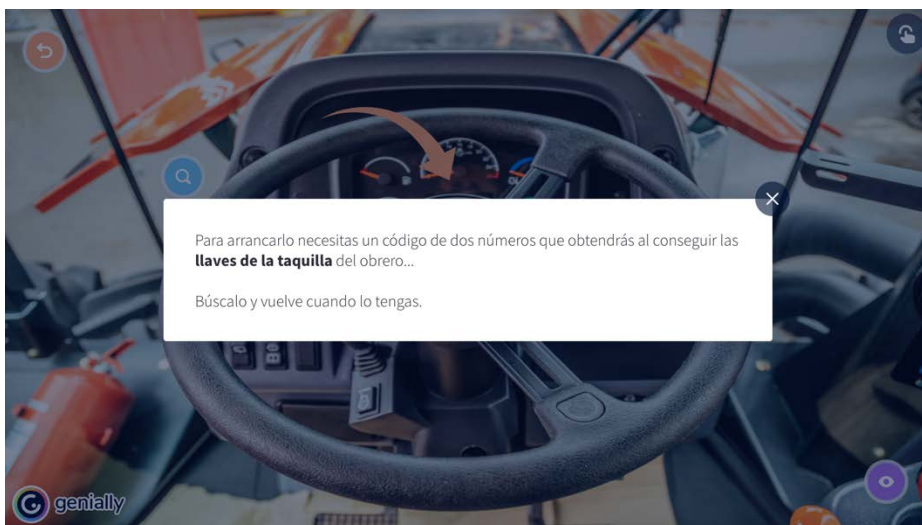 Para arrancarlo necesitas un código de dos números que obtendrás al conseguir las
llaves de la taquilla del obrero...
Búscalo y vuelve cuando lo tengas.
genially